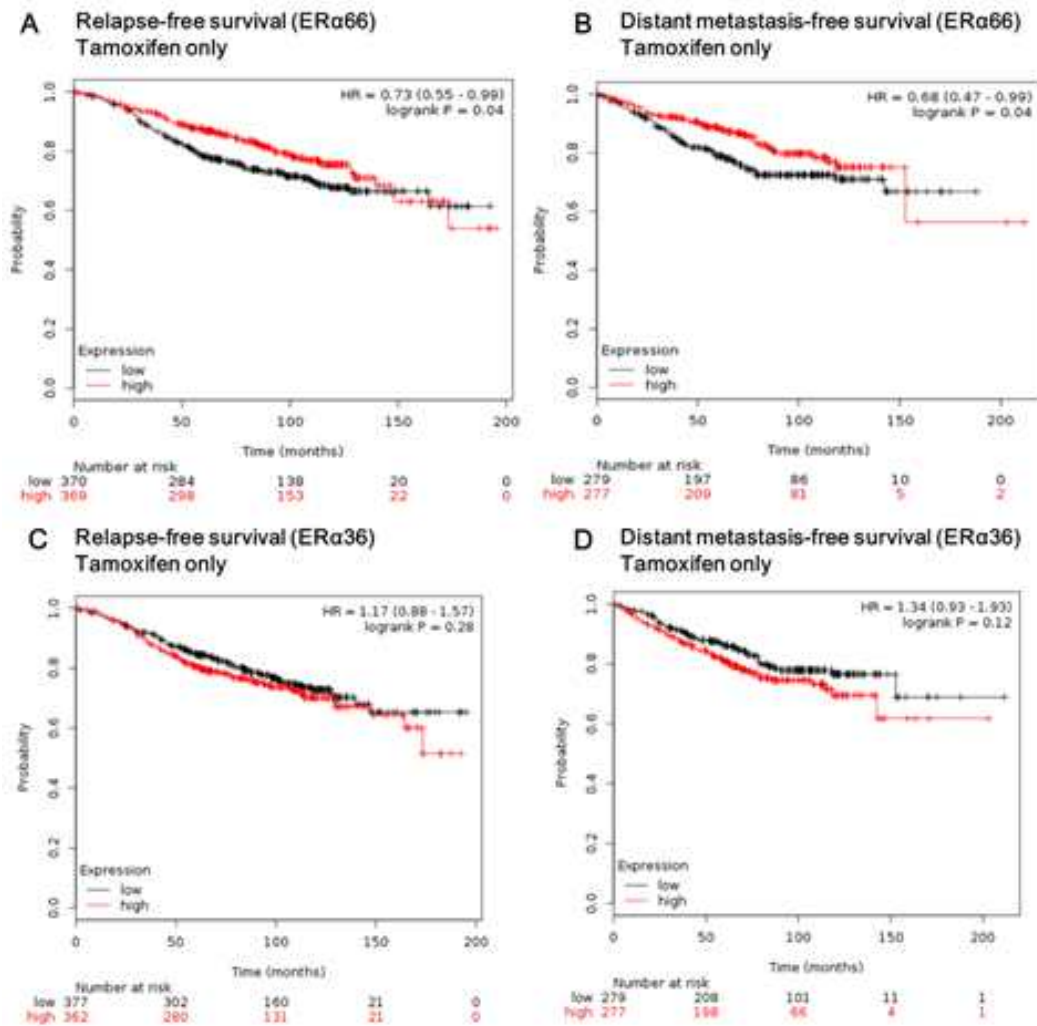 A Relapse-free survival (ERα66)
Tamoxifen only
HR = 0.73 (0.55 - 0.99)
logrank P = 0.04
Probability
1.0
0.8
0.6
0.4
0.2
0.0
Expression
low
high
0 50 100 150 200
Time (months)
Number at risk
low 370 284 138 20 0
high 369 298 153 22 0
B Distant metastasis-free survival (ERα66)
Tamoxifen only
HR = 0.68 (0.47 - 0.99)
logrank P = 0.04
Probability
1.0
0.8
0.6
0.4
0.2
0.0
Expression
low
high
0 50 100 150 200
Time (months)
Number at risk
low 279 197 86 10 0
high 277 209 81 5 2
C Relapse-free survival (ERα36)
Tamoxifen only
HR = 1.17 (0.88 - 1.57)
logrank P = 0.28
Probability
1.0
0.8
0.6
0.4
0.2
0.0
Expression
low
high
0 50 100 150 200
Time (months)
Number at risk
low 377 302 160 21 0
high 362 280 131 21 0
D Distant metastasis-free survival (ERα36)
Tamoxifen only
HR = 1.34 (0.93 - 1.93)
logrank P = 0.12
Probability
1.0
0.8
0.6
0.4
0.2
0.0
Expression
low
high
0 50 100 150 200
Time (months)
Number at risk
low 279 208 101 11 1
high 277 198 66 4 1